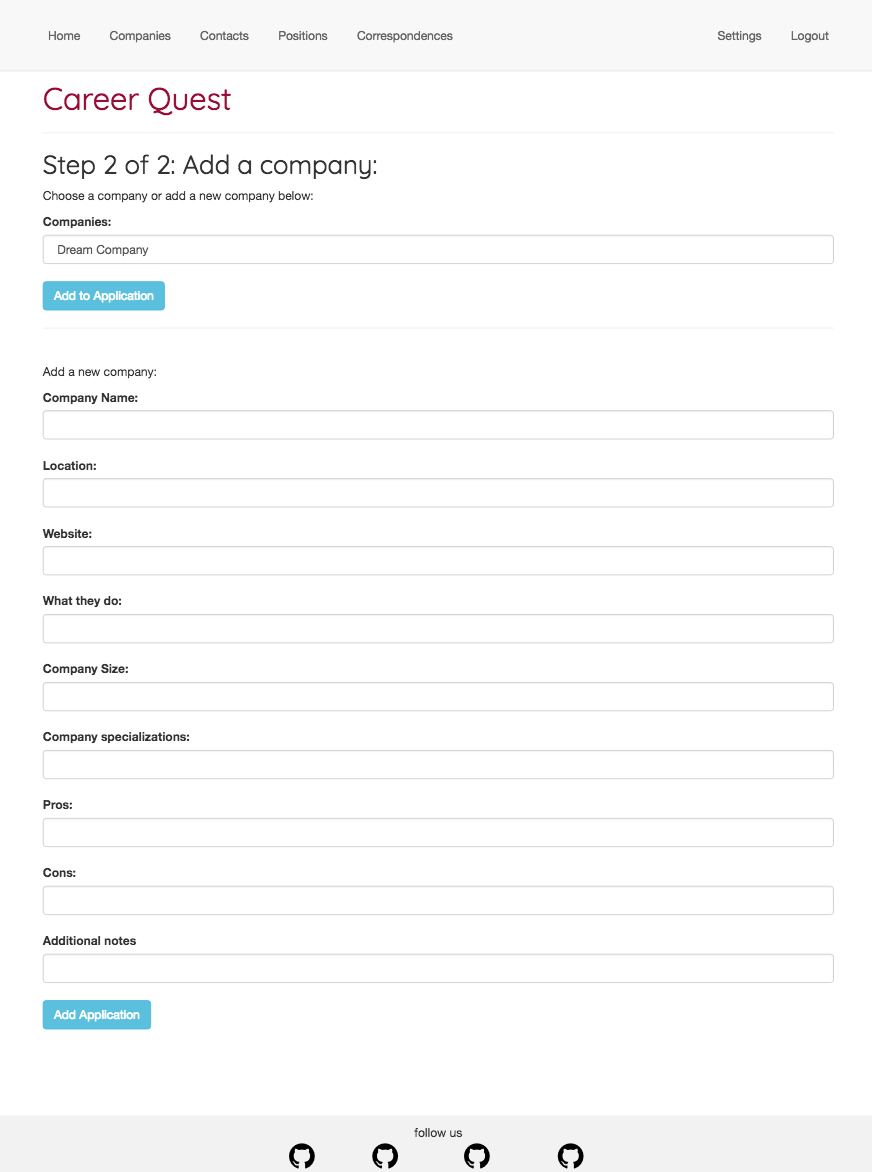 Home Companies Contacts Positions Correspondences Settings Logout
Career Quest
Step 2 of 2: Add a company:
Choose a company or add a new company below:
Companies:
Dream Company
Add to Application
Add a new company:
Company Name:
Location:
Website:
What they do:
Company Size:
Company specializations:
Pros:
Cons:
Additional notes
Add Application
follow us